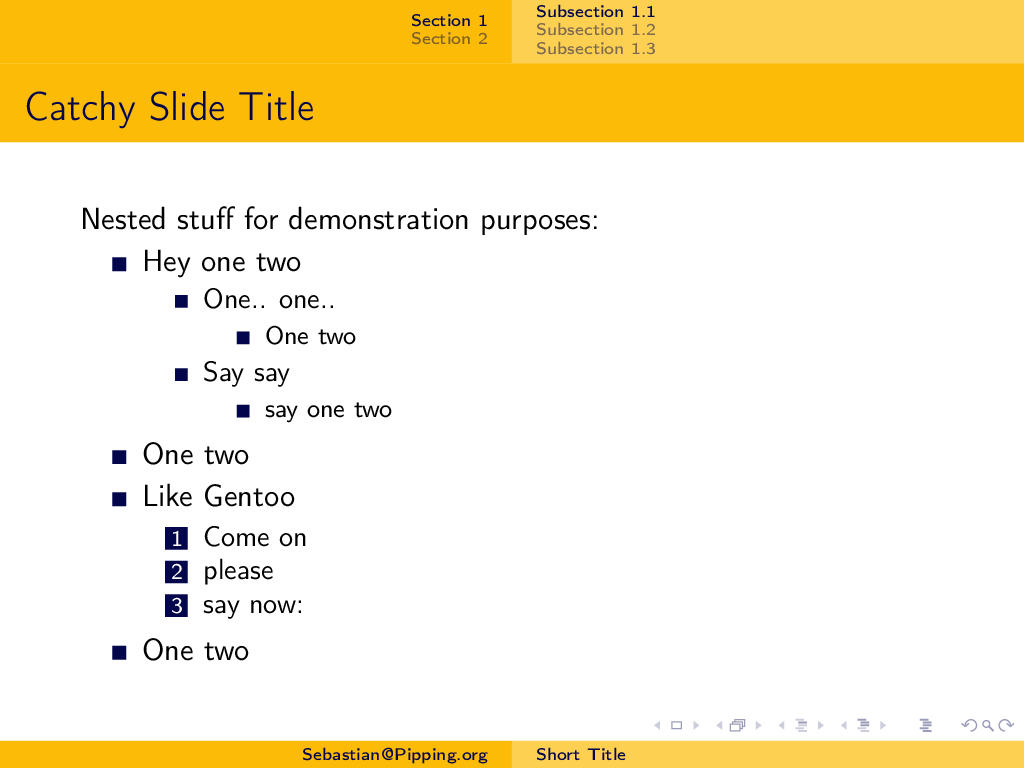 Section 1
Section 2
Subsection 1.1
Subsection 1.2
Subsection 1.3
Catchy Slide Title
Nested stuff for demonstration purposes:
Hey one two
One.. one..
One two
Say say
say one two
One two
Like Gentoo
1 Come on
2 please
3 say now:
One two
Sebastian@Pipping.org
Short Title